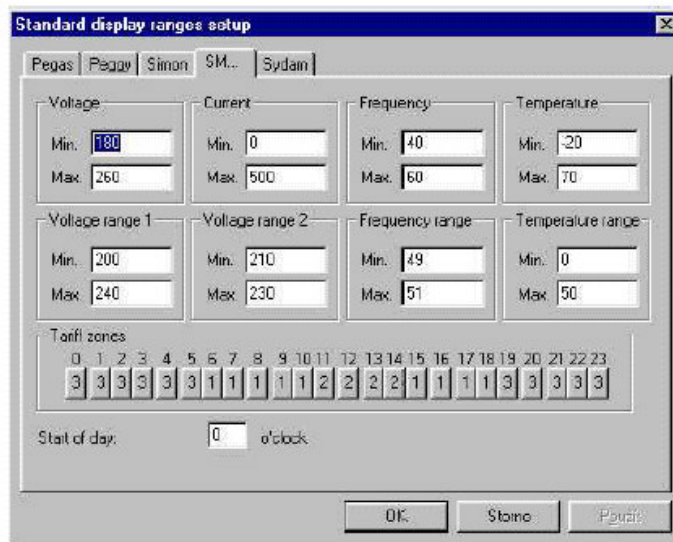 Standard display ranges setup
Pegas Peggy Simon SM... Sydam
Voltage Current Frequency Temperature
Min. 180 Min. 0 Min. 40 Min. -20
Max. 260 Max. 500 Max. 60 Max. 70
Voltage range 1 Voltage range 2 Frequency range Temperature range
Min. 200 Min. 210 Min. 49 Min. 0
Max. 240 Max. 230 Max. 51 Max. 50
Tariff zones
0 1 2 3 4 5 6 7 8 9 10 11 12 13 14 15 16 17 18 19 20 21 22 23
3 3 3 3 3 3 1 1 1 1 1 2 2 2 2 1 1 1 1 3 3 3 3 3
Start of day: 0 o'clock
OK Storno Použít